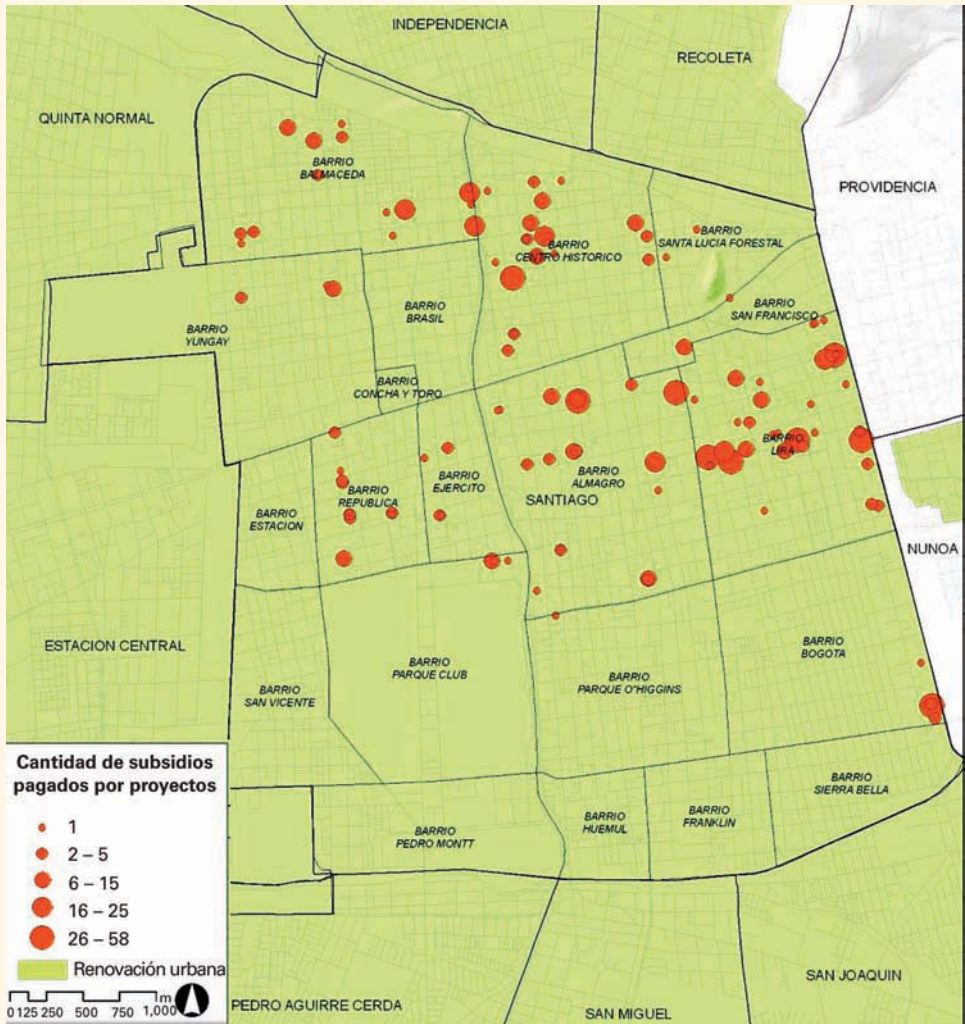 INDEPENDENCIA
RECOLETA
QUINTA NORMAL
BARRIO
BALMACEDA
PROVIDENCIA
BARRIO
SANTA LUCIA FORESTAL
BARRIO
CENTRO HISTORICO
BARRIO
SAN FRANCISCO
BARRIO
BRASIL
BARRIO
YUNGAY
BARRIO
CONCHA Y TORO
BARRIO
LIRA
BARRIO
ALMAGRO
BARRIO
EJERCITO
BARRIO
REPUBLICA
SANTIAGO
BARRIO
ESTACION
NUNOA
ESTACION CENTRAL
BARRIO
BOGOTA
BARRIO
PARQUE CLUB
BARRIO
PARQUE O"HIGGINS
BARRIO
SAN VICENTE
BARRIO
SIERRA BELLA
BARRIO
HUEMUL
BARRIO
FRANKLIN
BARRIO
PEDRO MONTT
Cantidad de subsidios
pagados por proyectos
1
2 – 5
6 – 15
16 – 25
26 – 58
Renovación urbana
m
0 125 250 500 750 1,000
SAN JOAQUIN
PEDRO AGUIRRE CERDA
SAN MIGUEL